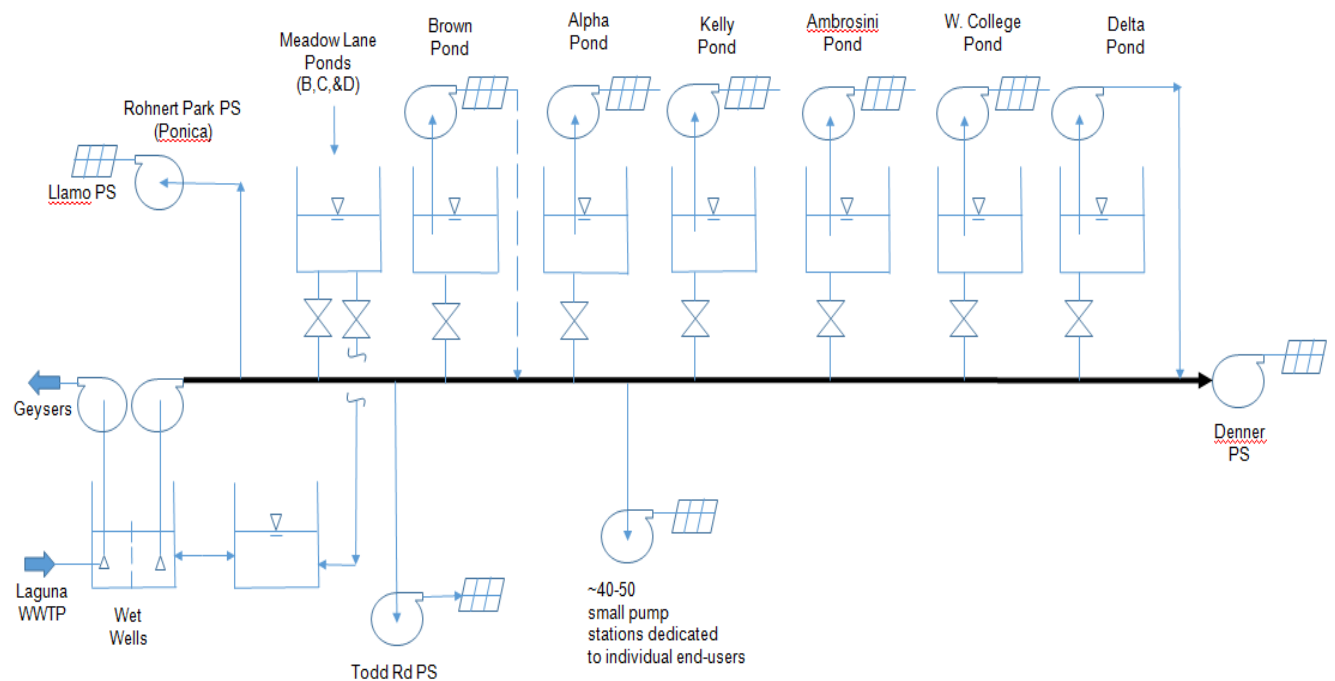 Meadow Lane
Ponds
(B,C,&D)
Brown
Pond
Alpha
Pond
Kelly
Pond
Ambrosini
Pond
W. College
Pond
Delta
Pond
Rohnert Park PS
(Ponica)
Llamo PS
Geysers
Denner
PS
Laguna
WWTP
Wet
Wells
Todd Rd PS
~40-50
small pump
stations dedicated
to individual end-users